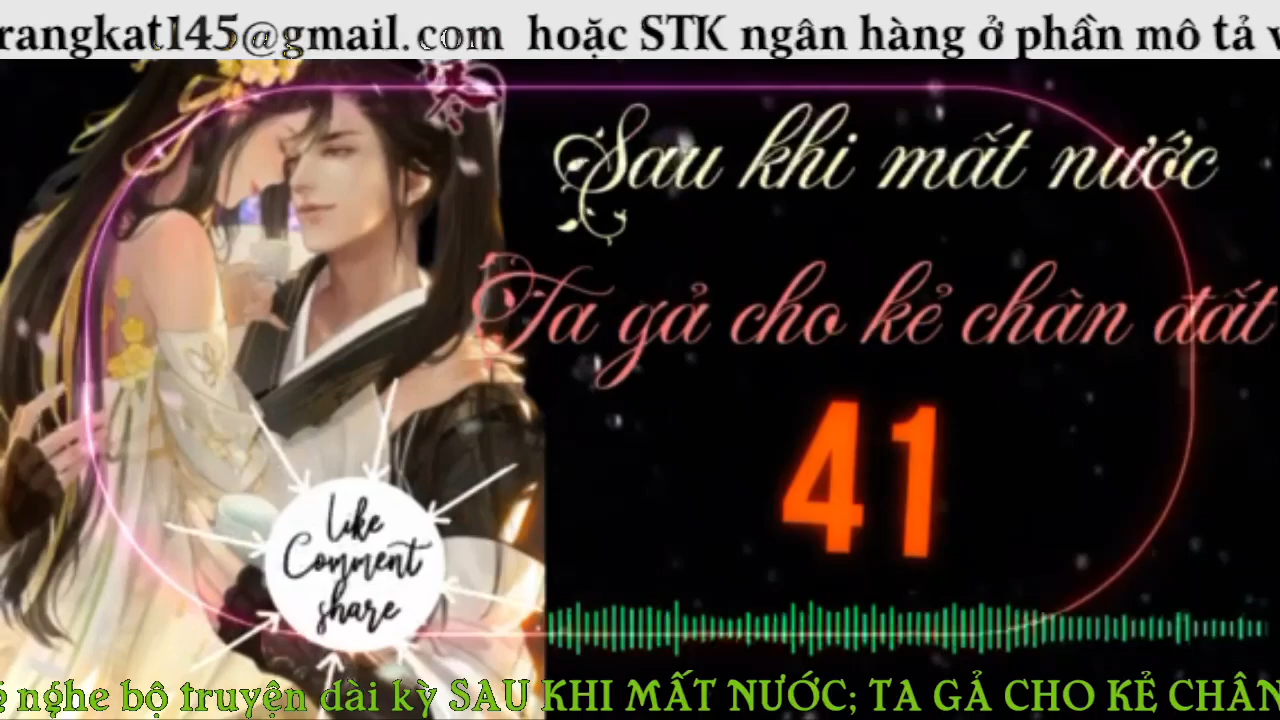 rangkat145@gmail.com hoặc STK ngân hàng ở phần mô tả v
Sau khi mất nước
Ta gả cho kẻ chân đất
41
like
Comment
share
nghe bộ truyện dài kỳ SAU KHI MẤT NƯỚC; TA GẢ CHO KẺ CHÂN